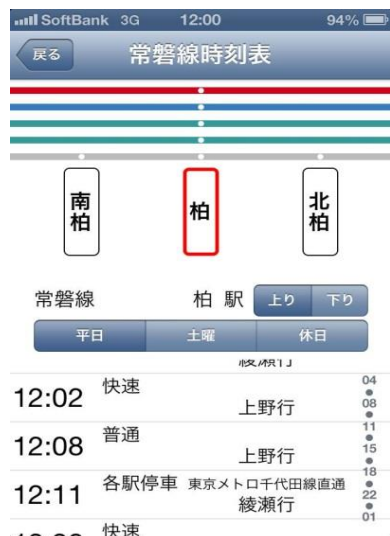 SoftBank 3G 12:00 94%
戻る 常磐線時刻表
南柏 柏 北柏
常磐線 柏 駅 上り 下り
平日 土曜 休日
綾瀬行
12:02 快速 上野行
12:08 普通 上野行
12:11 各駅停車 東京メトロ千代田線直通 綾瀬行
快速
04
08
11
15
18
22
01